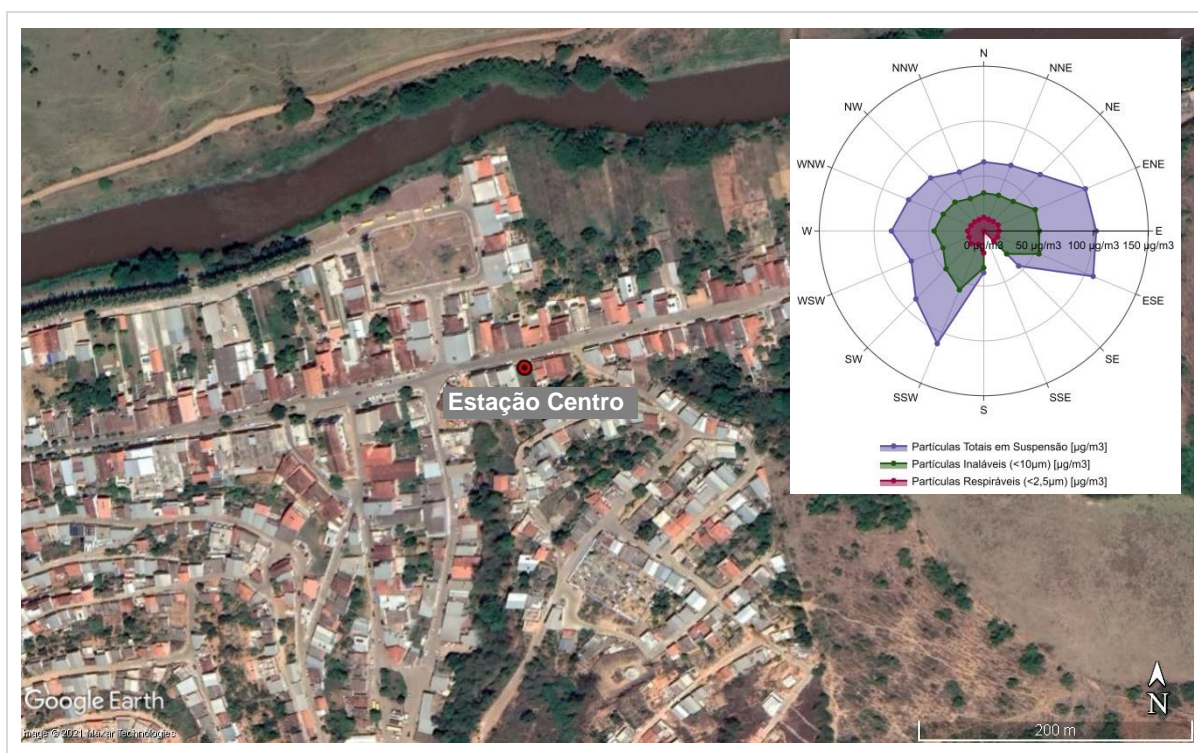 N
NNW
NNE
NW
NE
WNW
ENE
W
0 µg/m3
50 µg/m3
100 µg/m3
150 µg/m3
E
WSW
ESE
SW
SE
SSW
SSE
S
Partículas Totais em Suspensão [µg/m3]
Partículas Inaláveis (<10µm) [µg/m3]
Partículas Respiráveis (<2,5µm) [µg/m3]
Estação Centro
Google Earth
Image © 2021 Maxar Technologies
N
200 m